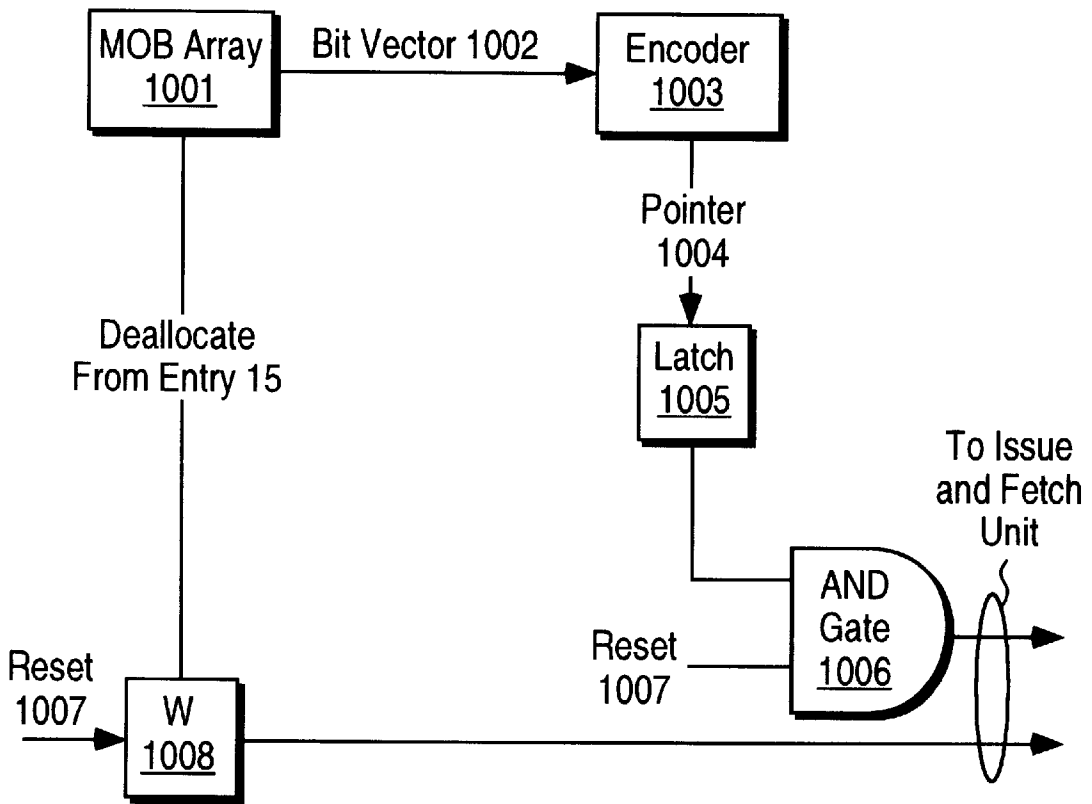 MOB Array
1001
Bit Vector 1002
Encoder
1003
Pointer
1004
Deallocate
From Entry 15
Latch
1005
To Issue
and Fetch
Unit
AND
Gate
1006
Reset
1007
Reset
1007
W
1008